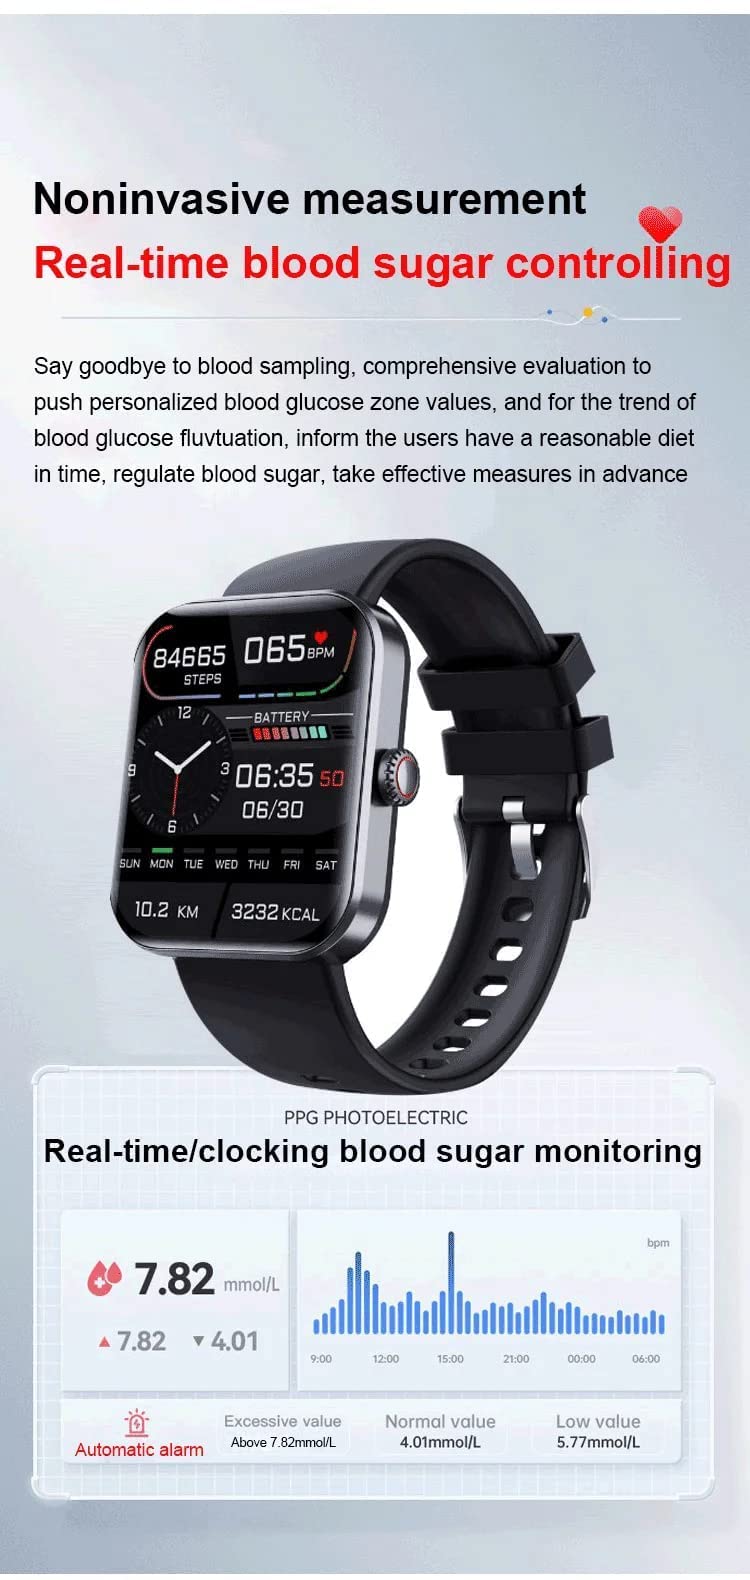 Noninvasive measurement
Real-time blood sugar controlling
Say goodbye to blood sampling, comprehensive evaluation to
push personalized blood glucose zone values, and for the trend of
blood glucose fluvtuation, inform the users have a reasonable diet
in time, regulate blood sugar, take effective measures in advance
84665
STEPS
065 BPM
12
3
6
9
BATTERY
06:35 50
06/30
SUN MON TUE WED THU FRI SAT
10.2 KM
3232 KCAL
PPG PHOTOELECTRIC
Real-time/clocking blood sugar monitoring
7.82 mmol/L
▲ 7.82 ▼ 4.01
bpm
9:00 12:00 15:00 21:00 00:00 06:00
Automatic alarm
Excessive value
Above 7.82mmol/L
Normal value
4.01mmol/L
Low value
5.77mmol/L